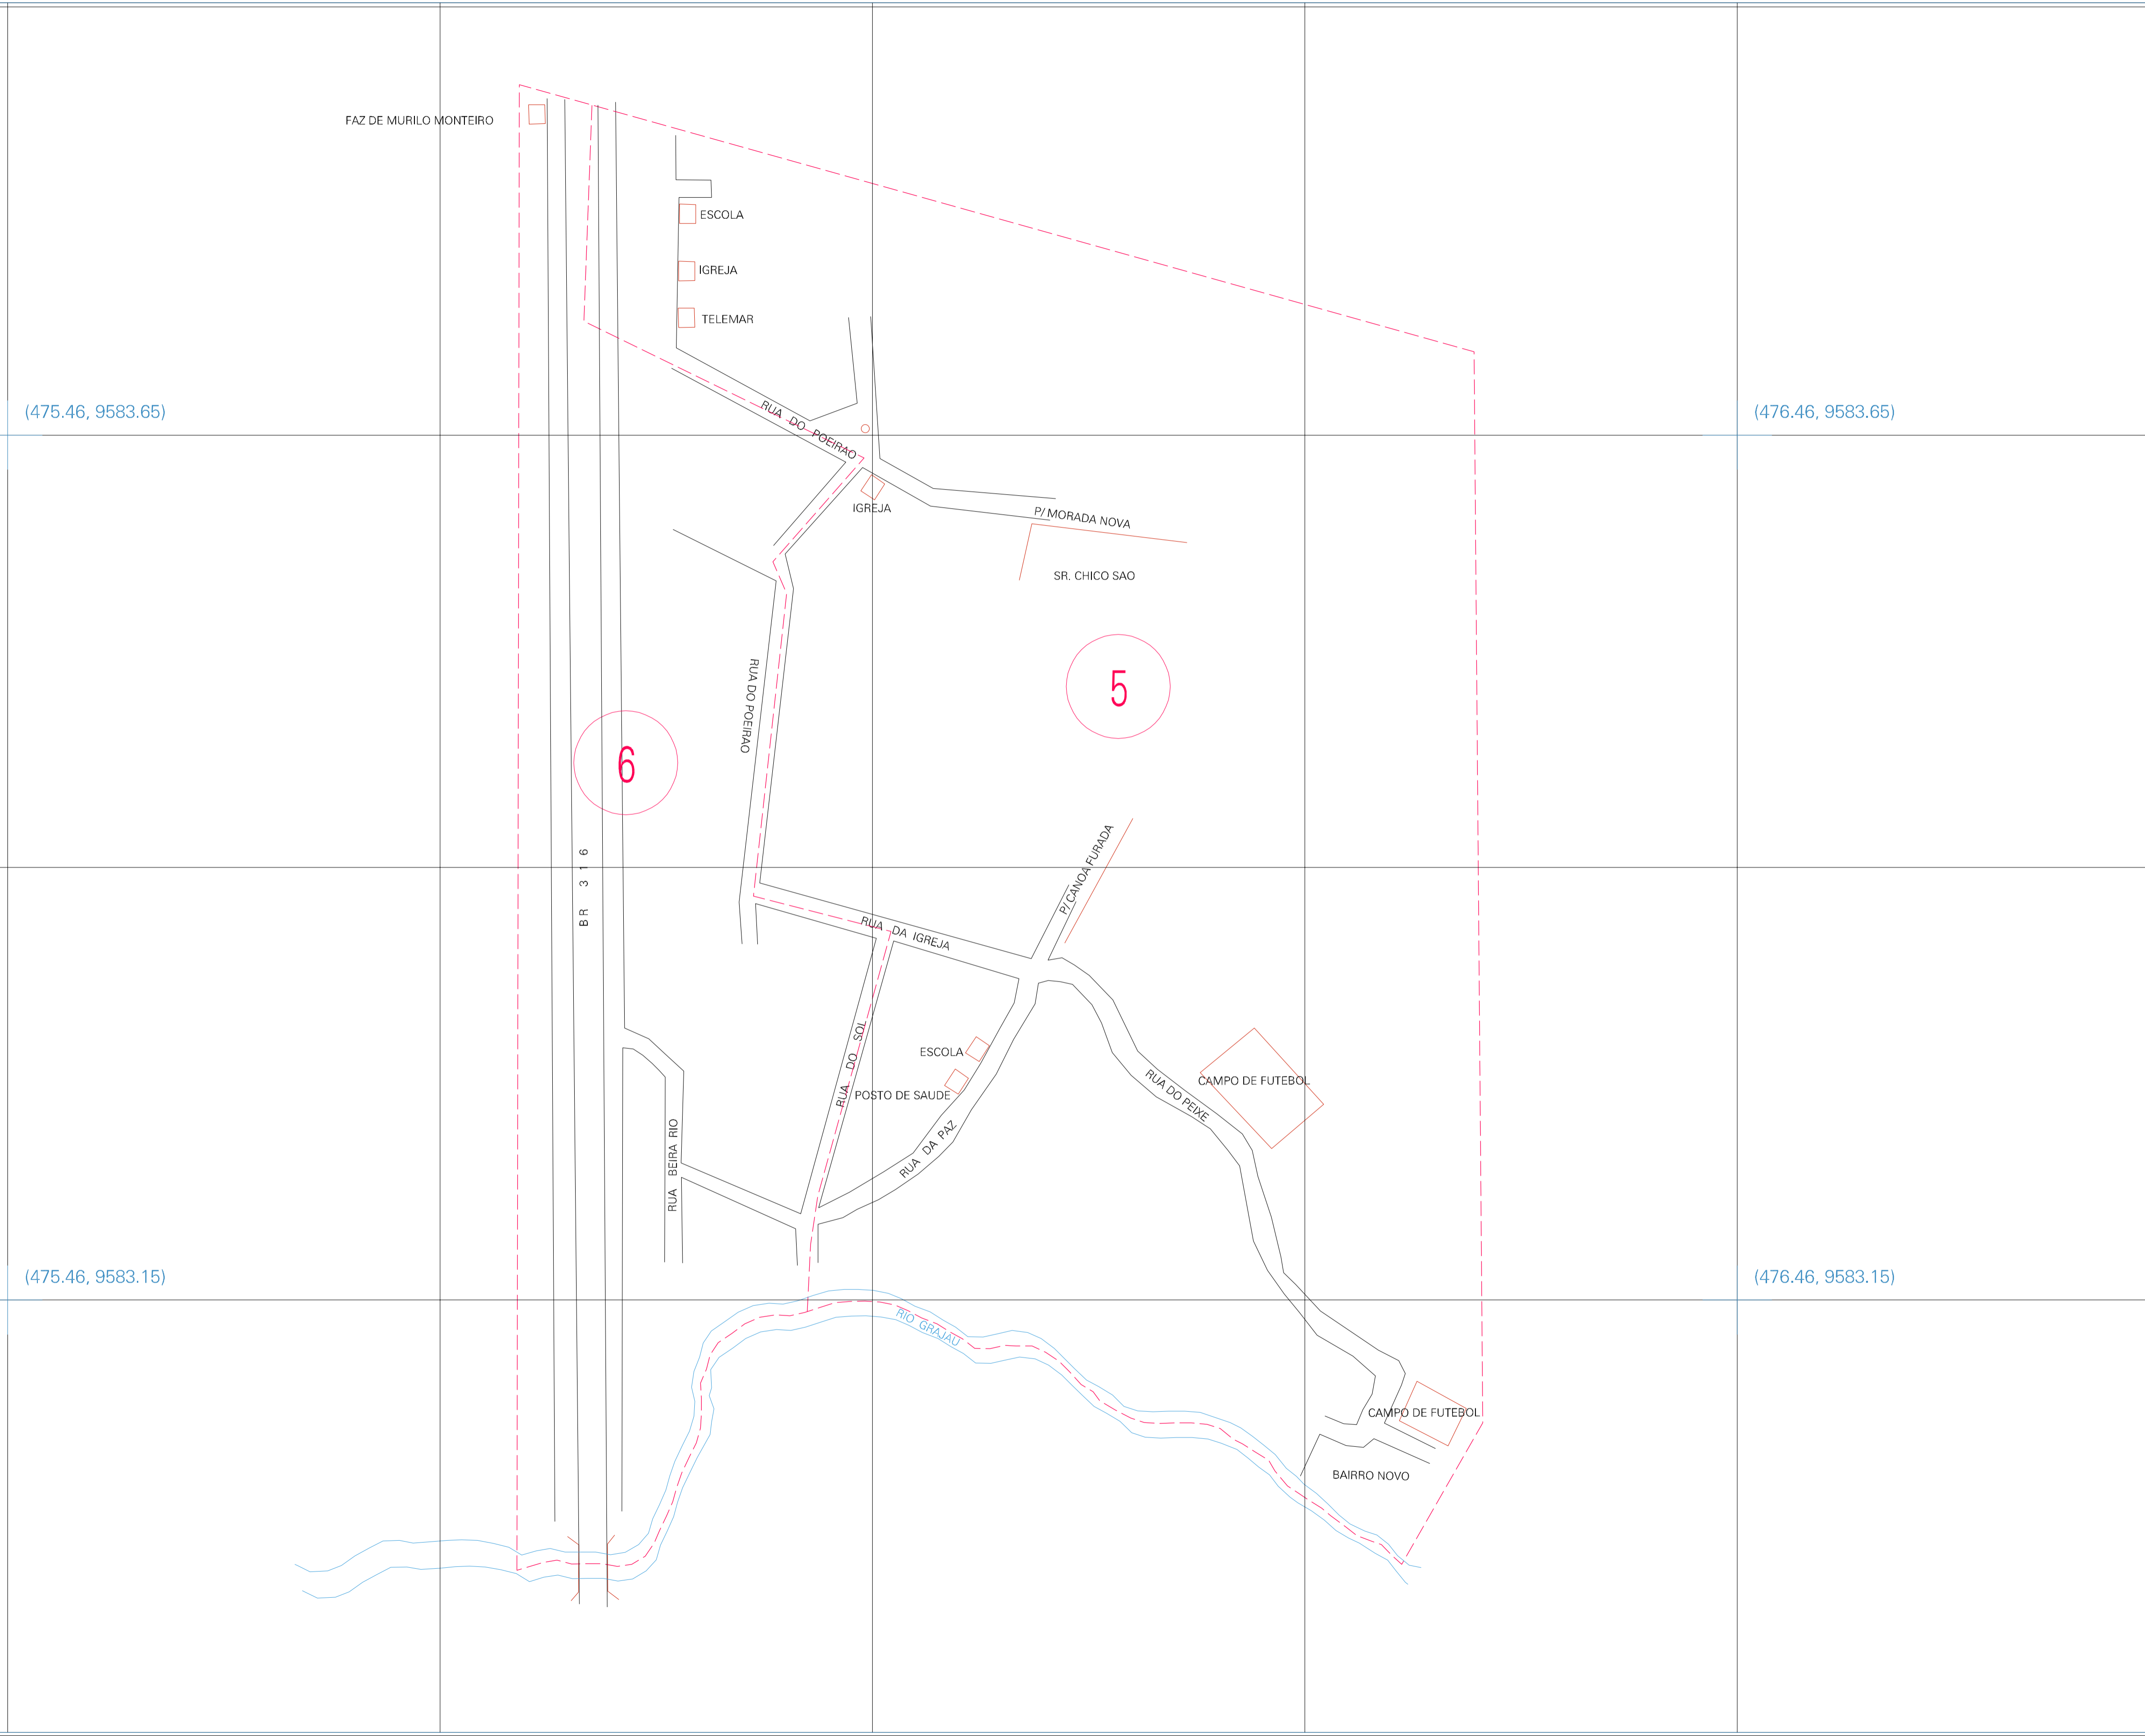 FAZ DE MURILO MONTEIRO
ESCOLA
IGREJA
TELEMAR
(475.46, 9583.65)
(476.46, 9583.65)
RUA DO POEIRAO
IGREJA
P/ MORADA NOVA
SR. CHICO SAO
RUA DO POEIRAO
5
6
BR 316
P/ CANOA FURADA
RUA DA IGREJA
RUA DO SOL
ESCOLA
POSTO DE SAUDE
RUA DA PAZ
RUA DO PEIXE
CAMPO DE FUTEBOL
RUA BEIRA RIO
(475.46, 9583.15)
(476.46, 9583.15)
RIO GRAJAU
CAMPO DE FUTEBOL
BAIRRO NOVO